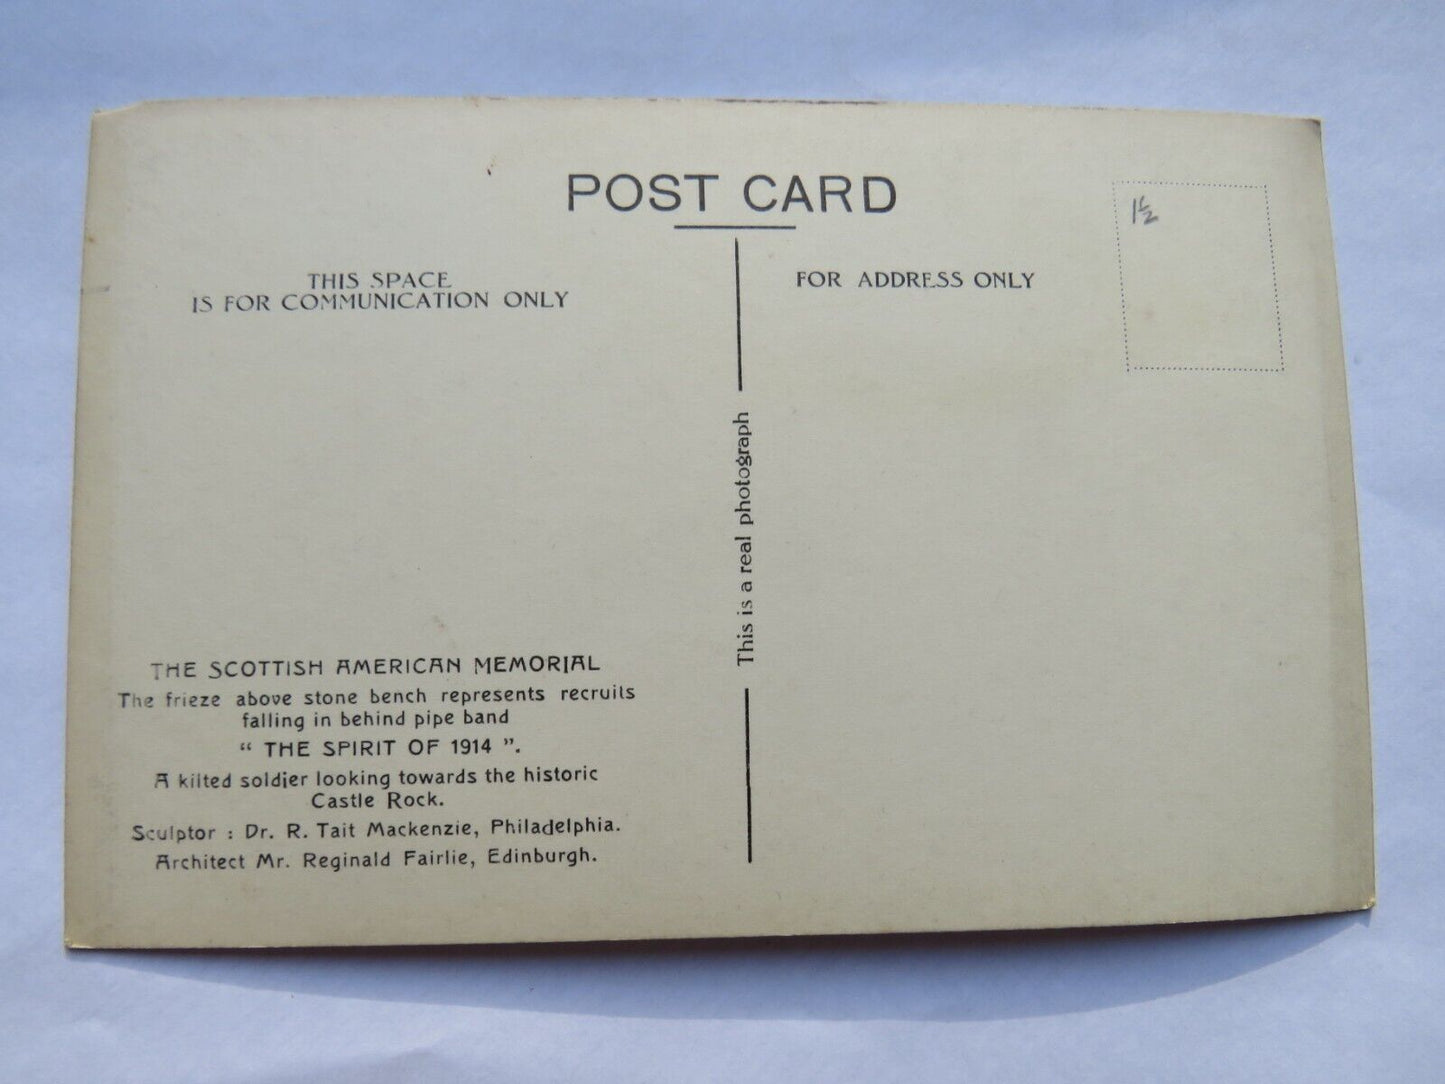 POST CARD
THIS SPACE
IS FOR COMMUNICATION ONLY
FOR ADDRESS ONLY
1½
This is a real photograph
THE SCOTTISH AMERICAN MEMORIAL
The frieze above stone bench represents recruits
falling in behind pipe band
“ THE SPIRIT OF 1914 ”.
A kilted soldier looking towards the historic
Castle Rock.
Sculptor : Dr. R. Tait Mackenzie, Philadelphia.
Architect Mr. Reginald Fairlie, Edinburgh.